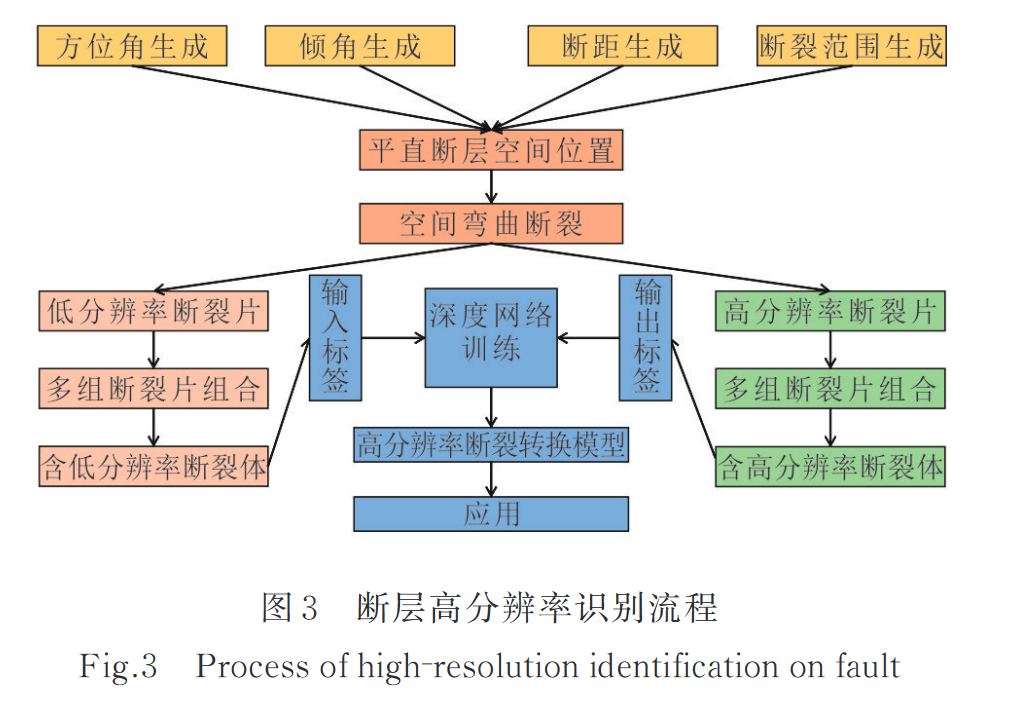 方位角生成
倾角生成
断距生成
断裂范围生成
平直断层空间位置
空间弯曲断裂
低分辨率断裂片
多组断裂片组合
含低分辨率断裂体
输入标签
深度网络
训练
输出标签
高分辨率断裂片
多组断裂片组合
含高分辨率断裂体
高分辨率断裂转换模型
应用
图3 断层高分辨率识别流程
Fig.3 Process of high-resolution identification on fault